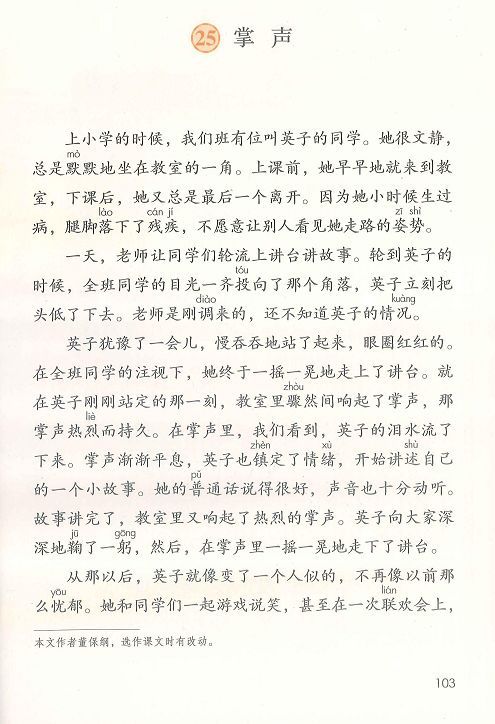 25 掌声
上小学的时候，我们班有位叫英子的同学。她很文静，
mò
总是默默地坐在教室的一角。上课前，她早早地就来到教
室，下课后，她又总是最后一个离开。因为她小时候生过
lào cán jí zī shì
病，腿脚落下了残疾，不愿意让别人看见她走路的姿势。
一天，老师让同学们轮流上讲台讲故事。轮到英子的
tóu
时候，全班同学的目光一齐投向了那个角落，英子立刻把
diào kuàng
头低了下去。老师是刚调来的，还不知道英子的情况。
英子犹豫了一会儿，慢吞吞地站了起来，眼圈红红的。
在全班同学的注视下，她终于一摇一晃地走上了讲台。就
zhòu
在英子刚刚站定的那一刻，教室里骤然间响起了掌声，那
liè
掌声热烈而持久。在掌声里，我们看到，英子的泪水流了
zhèn xù shù
下来。掌声渐渐平息，英子也镇定了情绪，开始讲述自己
pǔ
的一个小故事。她的普通话说得很好，声音也十分动听。
故事讲完了，教室里又响起了热烈的掌声。英子向大家深
jū gōng
深地鞠了一躬，然后，在掌声里一摇一晃地走下了讲台。
从那以后，英子就像变了一个人似的，不再像以前那
yōu lián
么忧郁。她和同学们一起游戏说笑，甚至在一次联欢会上，
本文作者董保纲，选作课文时有改动。
103